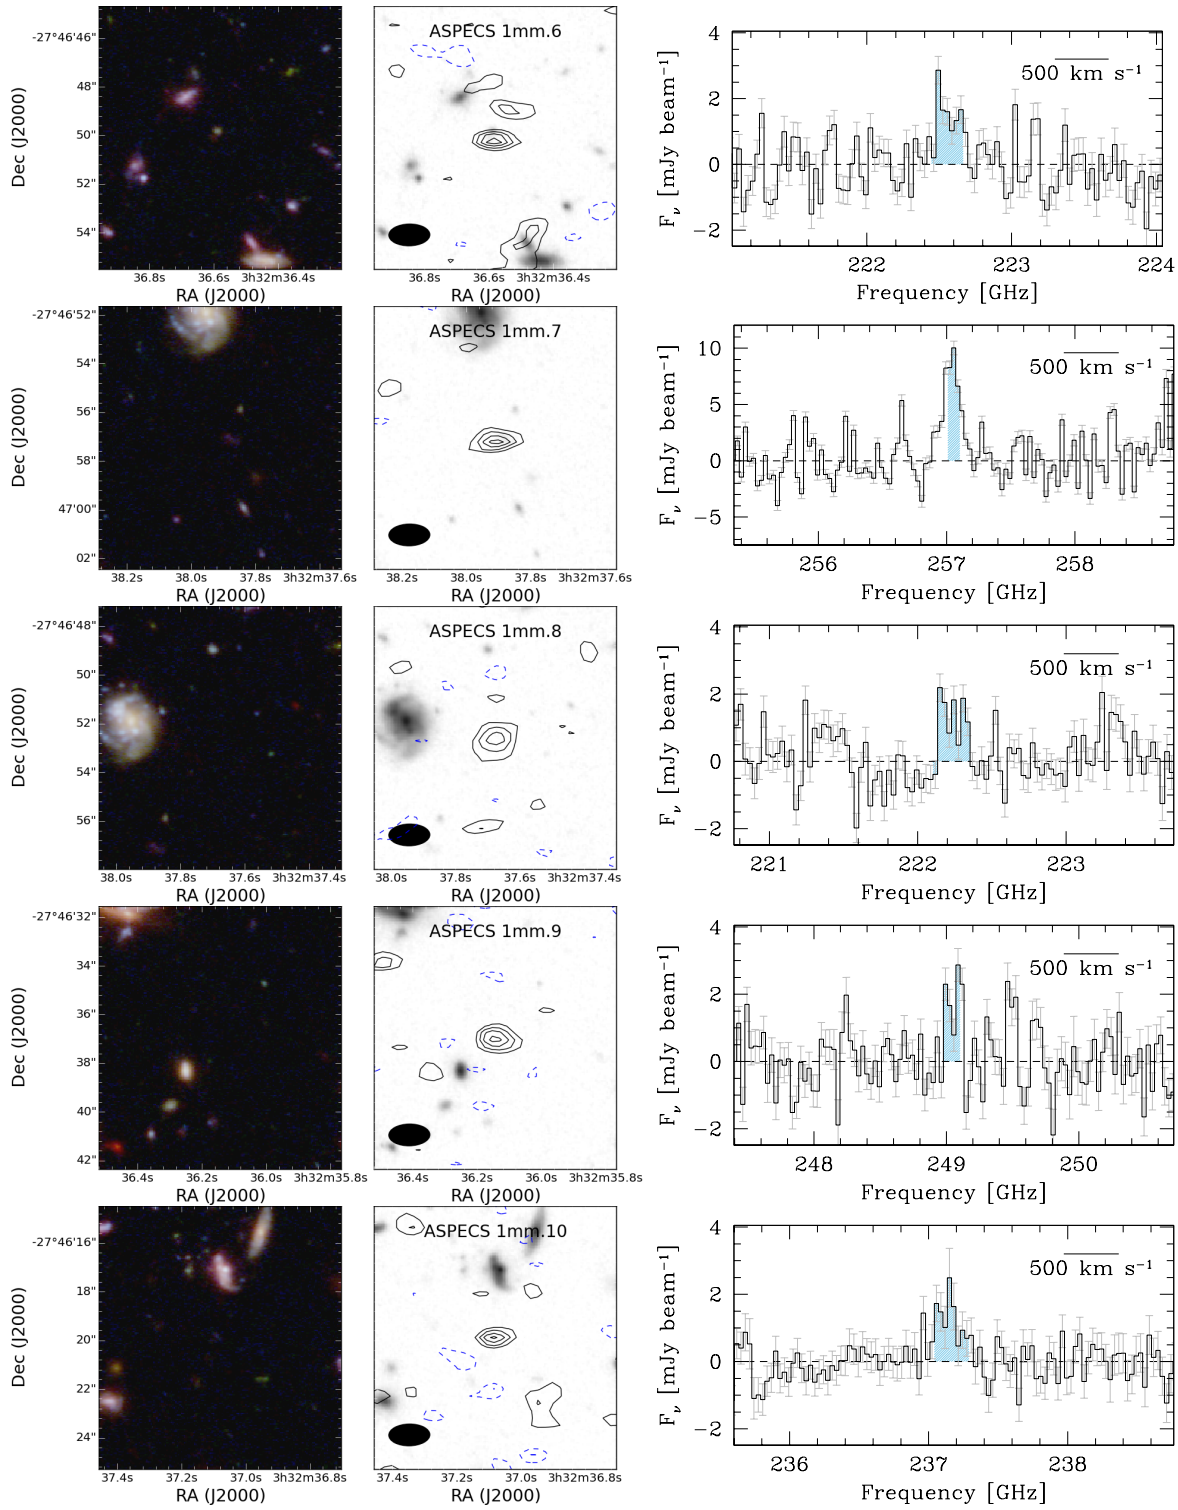 Dec (J2000)
-27°46'46"
48"
50"
52"
54"
36.8s
36.6s
3h32m36.4s
RA (J2000)
ASPECS 1mm.6
36.8s
36.6s
3h32m36.4s
RA (J2000)
Fν [mJy beam⁻¹]
4
2
0
−2
500 km s⁻¹
222
223
224
Frequency [GHz]
Dec (J2000)
-27°46'52"
54"
56"
58"
47'00"
02"
38.2s
38.0s
37.8s
3h32m37.6s
RA (J2000)
ASPECS 1mm.7
38.2s
38.0s
37.8s
3h32m37.6s
RA (J2000)
Fν [mJy beam⁻¹]
10
5
0
−5
500 km s⁻¹
256
257
258
Frequency [GHz]
Dec (J2000)
-27°46'48"
50"
52"
54"
56"
38.0s
37.8s
37.6s
3h32m37.4s
RA (J2000)
ASPECS 1mm.8
38.0s
37.8s
37.6s
3h32m37.4s
RA (J2000)
Fν [mJy beam⁻¹]
4
2
0
−2
500 km s⁻¹
221
222
223
Frequency [GHz]
Dec (J2000)
-27°46'32"
34"
36"
38"
40"
42"
36.4s
36.2s
36.0s
3h32m35.8s
RA (J2000)
ASPECS 1mm.9
36.4s
36.2s
36.0s
3h32m35.8s
RA (J2000)
Fν [mJy beam⁻¹]
4
2
0
−2
500 km s⁻¹
248
249
250
Frequency [GHz]
Dec (J2000)
-27°46'16"
18"
20"
22"
24"
37.4s
37.2s
37.0s
3h32m36.8s
RA (J2000)
ASPECS 1mm.10
37.4s
37.2s
37.0s
3h32m36.8s
RA (J2000)
Fν [mJy beam⁻¹]
4
2
0
−2
500 km s⁻¹
236
237
238
Frequency [GHz]